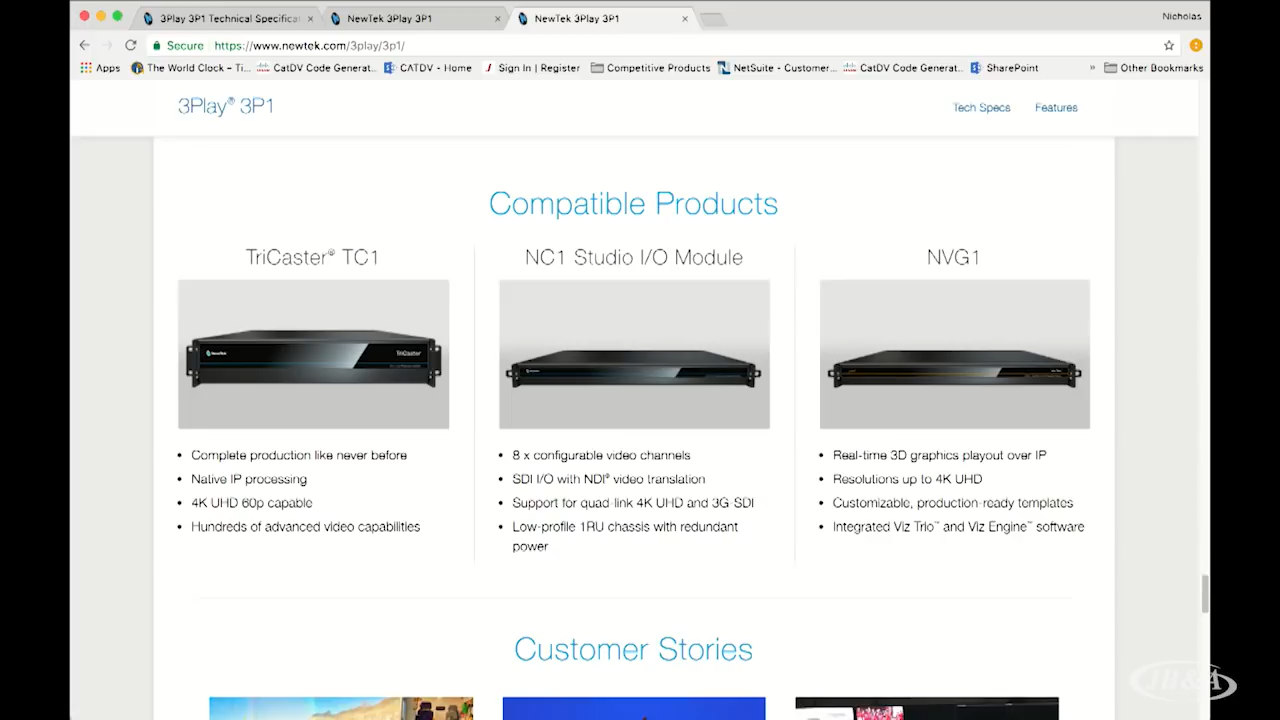 3Play 3P1 Technical Specificat
NewTek 3Play 3P1
NewTek 3Play 3P1
Nicholas
Secure https://www.newtek.com/3play/3p1/
Apps
The World Clock – Ti...
CatDV Code Generat..
CATDV - Home
Sign In | Register
Competitive Products
NetSuite - Customer...
CatDV Code Generat..
SharePoint
»
Other Bookmarks
3Play® 3P1
Tech Specs
Features
Compatible Products
TriCaster® TC1
NC1 Studio I/O Module
NVG1
NewTek
TriCaster
• Complete production like never before
• Native IP processing
• 4K UHD 60p capable
• Hundreds of advanced video capabilities
• 8 x configurable video channels
• SDI I/O with NDI® video translation
• Support for quad-link 4K UHD and 3G-SDI
• Low-profile 1RU chassis with redundant
power
• Real-time 3D graphics playout over IP
• Resolutions up to 4K UHD
• Customizable, production-ready templates
• Integrated Viz Trio™ and Viz Engine™ software
Customer Stories
JB&A